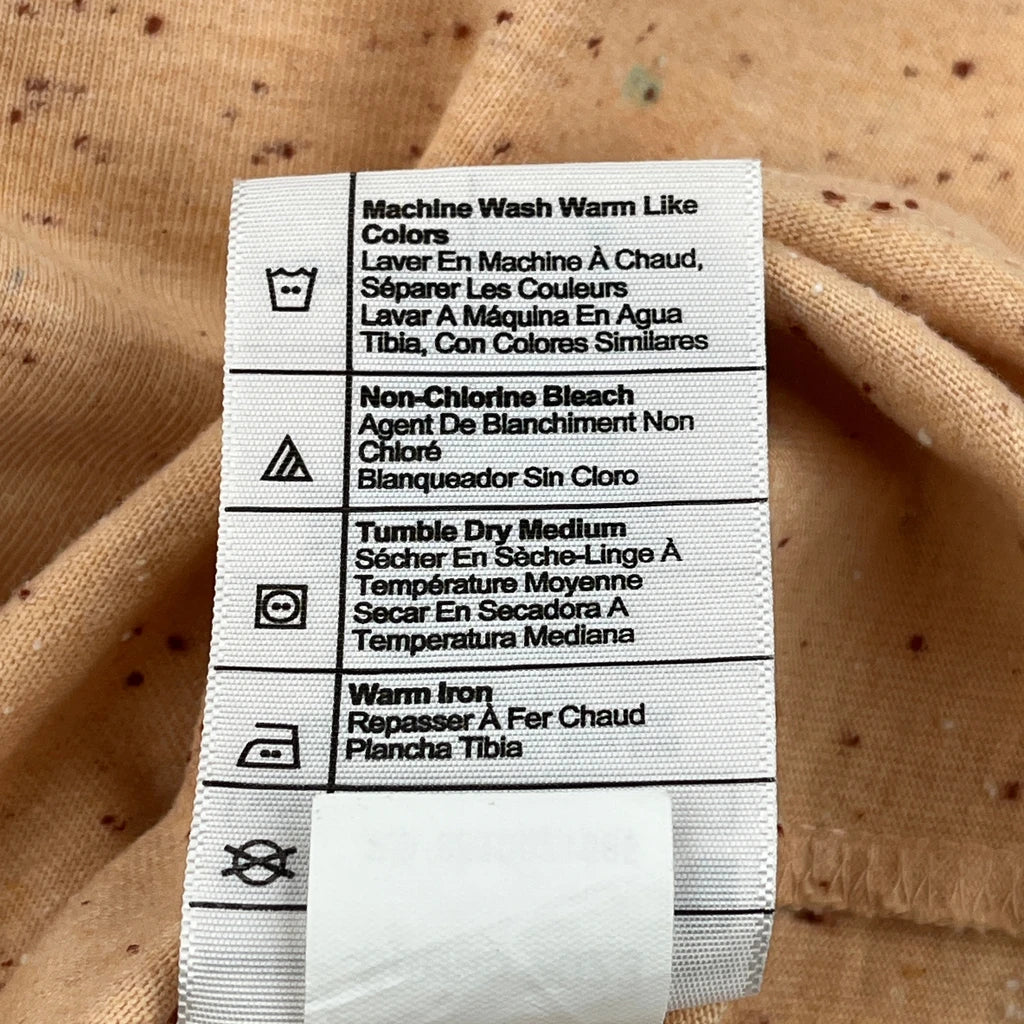 Machine Wash Warm Like
Colors
Laver En Machine À Chaud,
Séparer Les Couleurs
Lavar A Máquina En Agua
Tibia, Con Colores Similares
Non-Chlorine Bleach
Agent De Blanchiment Non
Chloré
Blanqueador Sin Cloro
Tumble Dry Medium
Sécher En Sèche-Linge À
Température Moyenne
Secar En Secadora A
Temperatura Mediana
Warm Iron
Repasser À Fer Chaud
Plancha Tibia